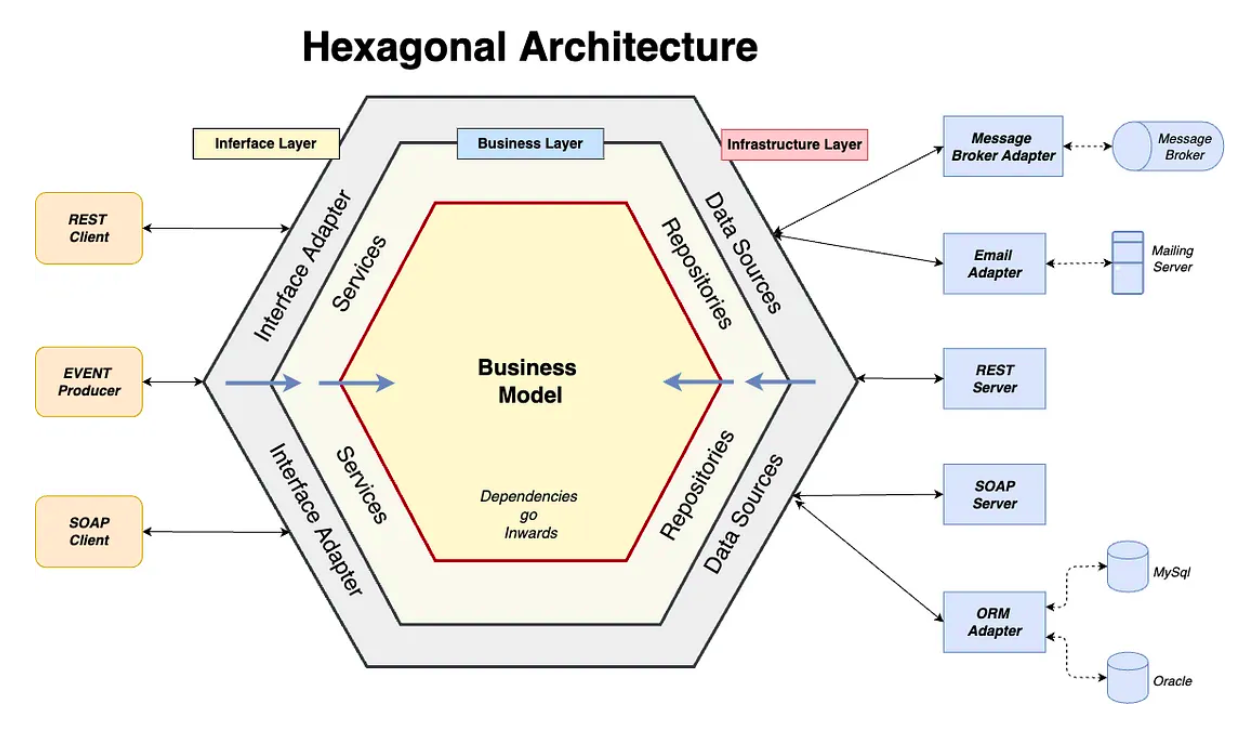 Hexagonal Architecture
Inferface Layer
Business Layer
Infrastructure Layer
REST
Client
EVENT
Producer
SOAP
Client
Interface Adapter
Services
Repositories
Data Sources
Business
Model
Dependencies
go
Inwards
Interface Adapter
Services
Repositories
Data Sources
Message
Broker Adapter
Message
Broker
Email
Adapter
Mailing
Server
REST
Server
SOAP
Server
ORM
Adapter
MySql
Oracle